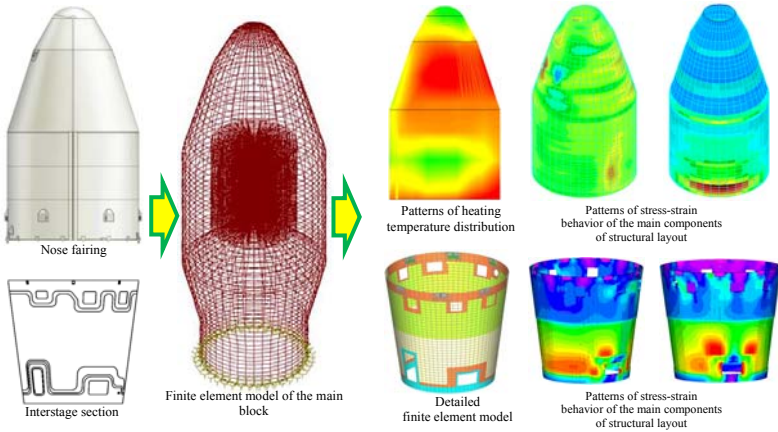 Nose fairing
Interstage section
Finite element model of the main
block
Patterns of heating
temperature distribution
Patterns of stress-strain
behavior of the main components
of structural layout
Detailed
finite element model
Patterns of stress-strain
behavior of the main components
of structural layout